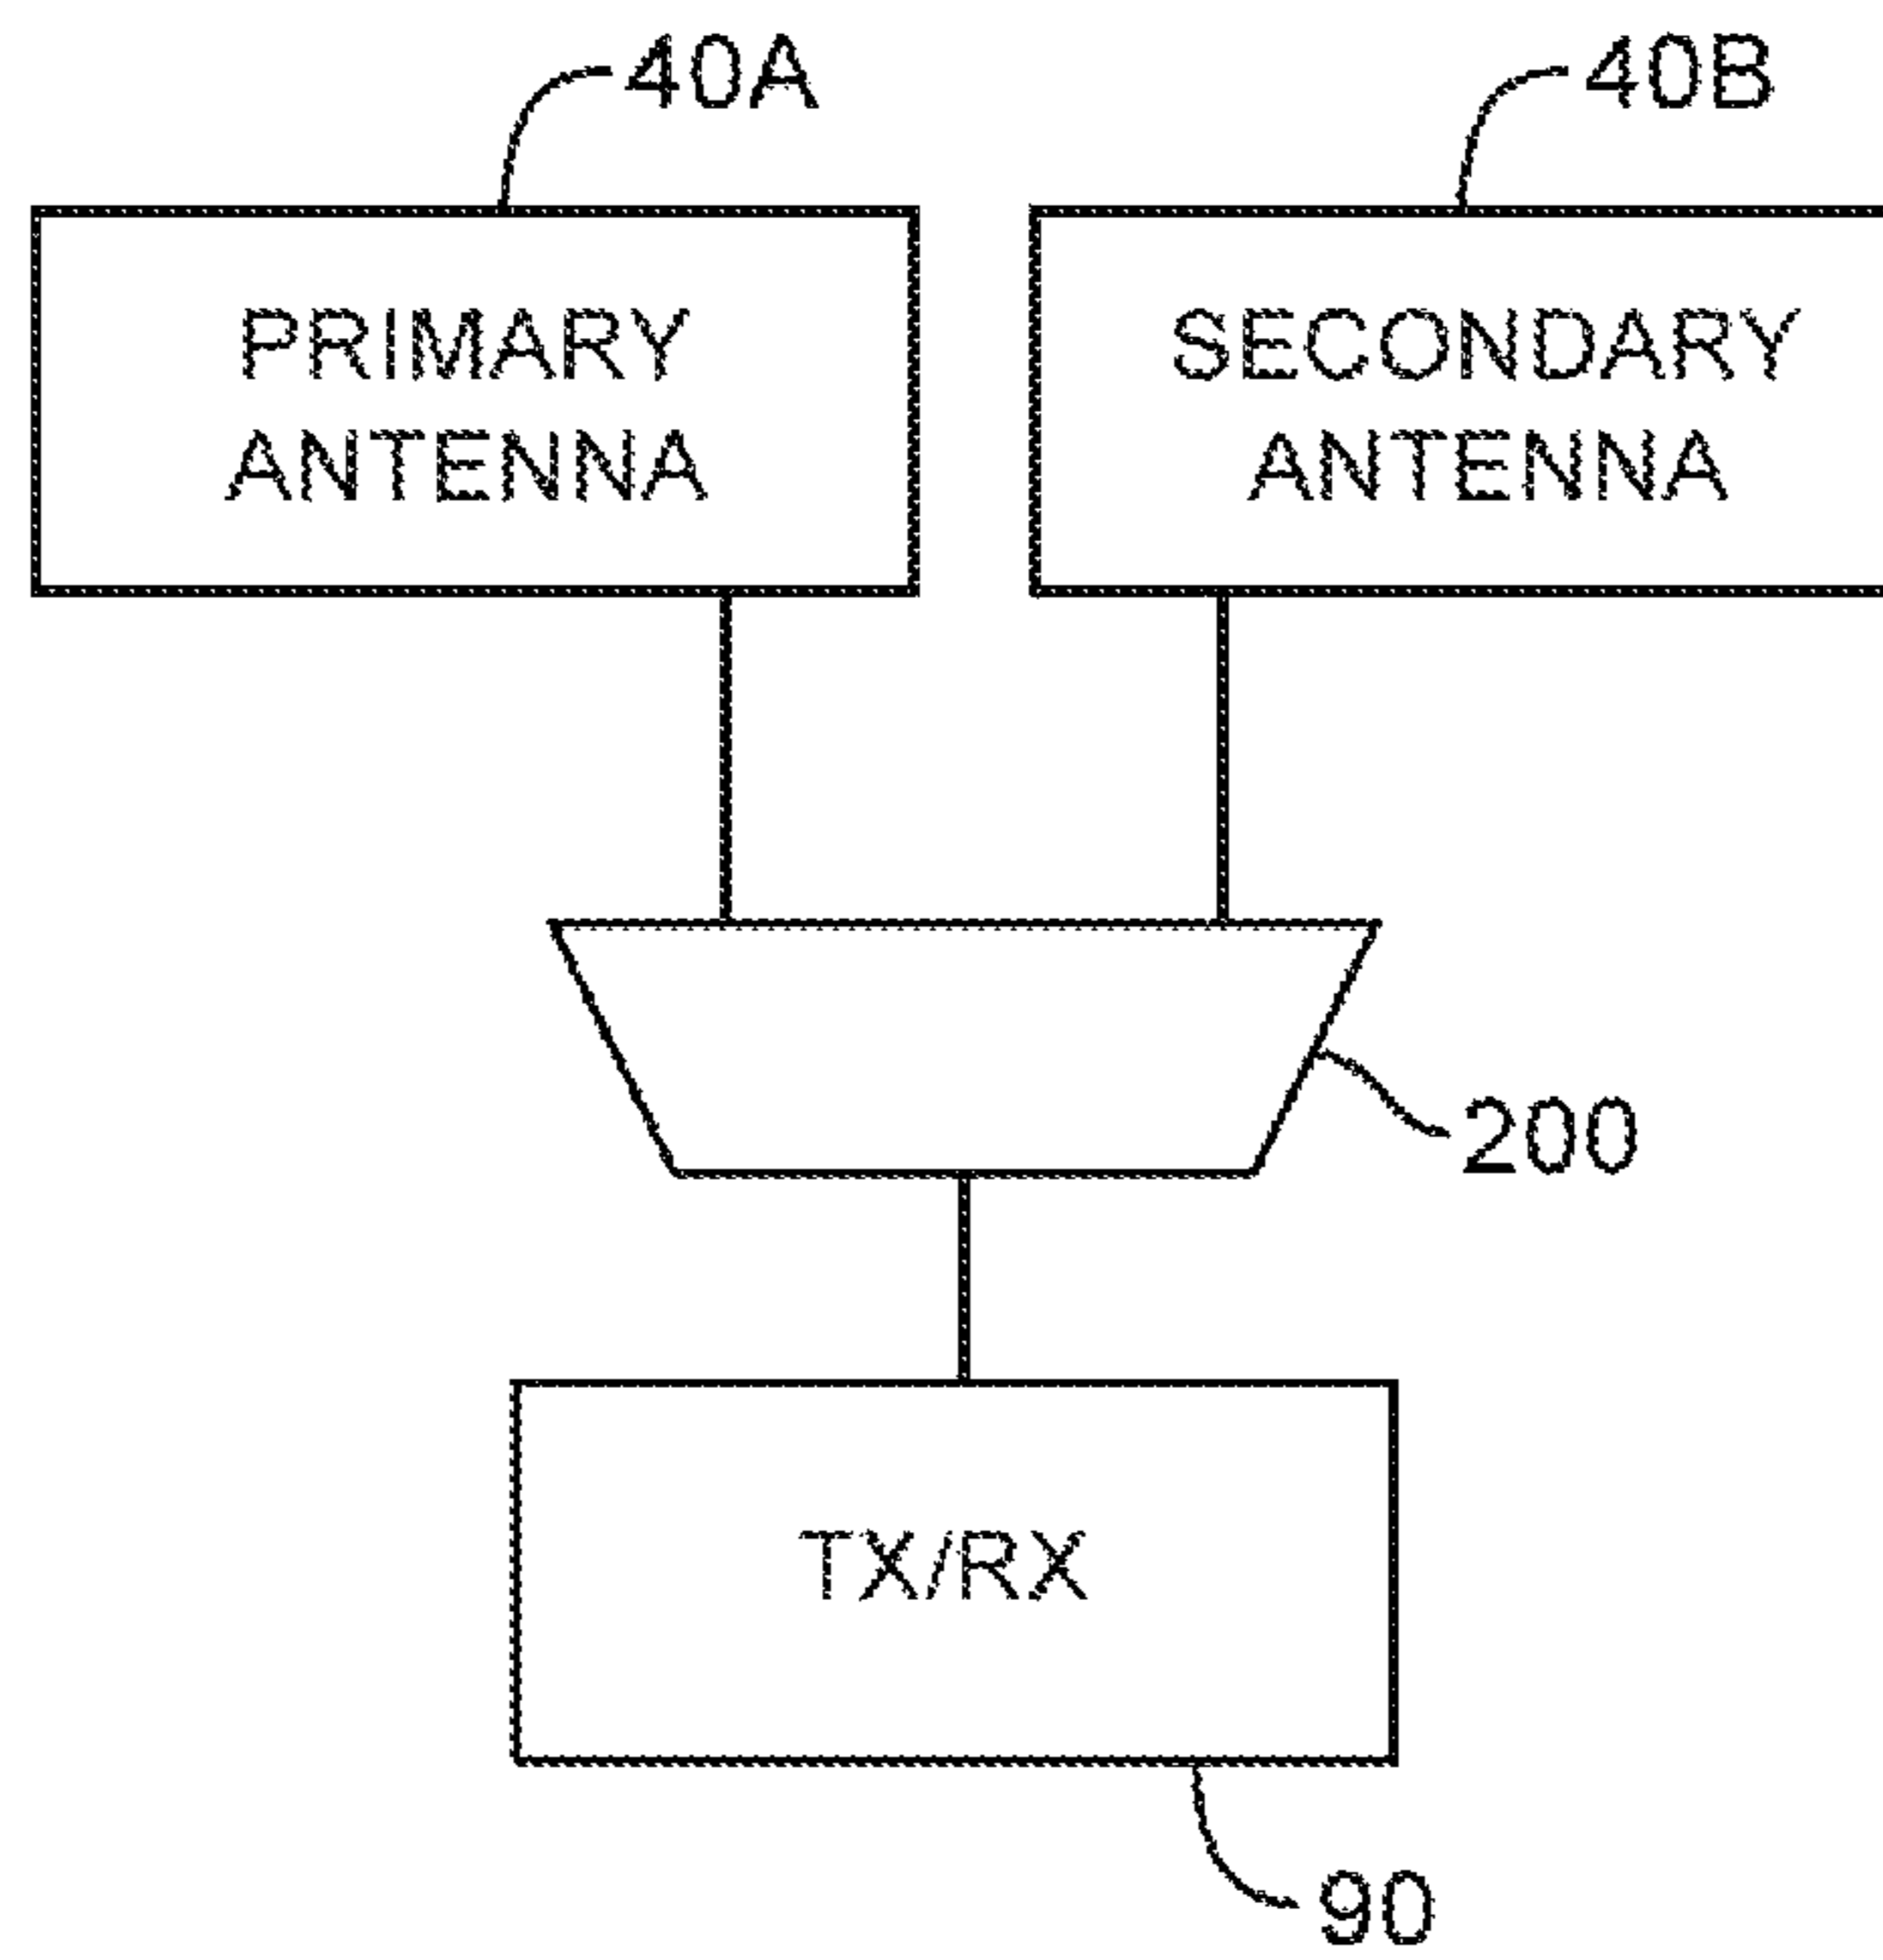 40A
40B
PRIMARY
ANTENNA
SECONDARY
ANTENNA
200
TX/RX
90